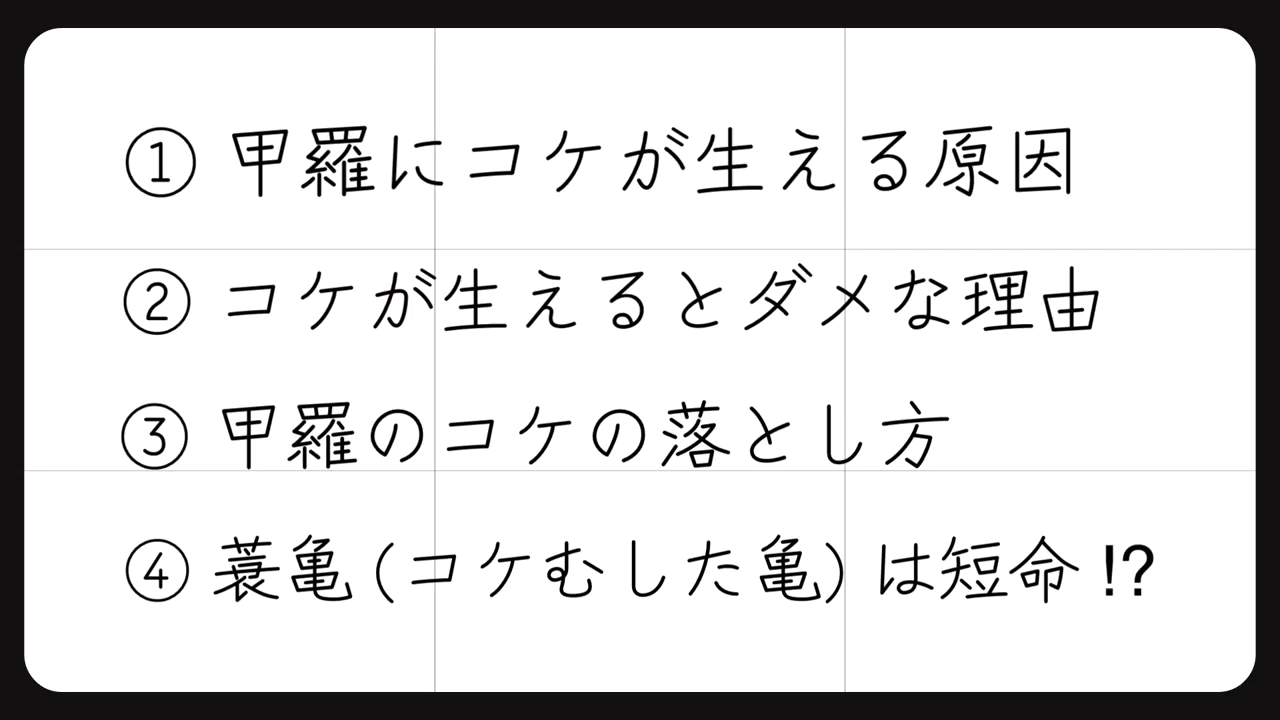 ① 甲羅にコケが生える原因
② コケが生えるとダメな理由
③ 甲羅のコケの落とし方
④ 蓑亀 (コケむした亀) は短命 !?